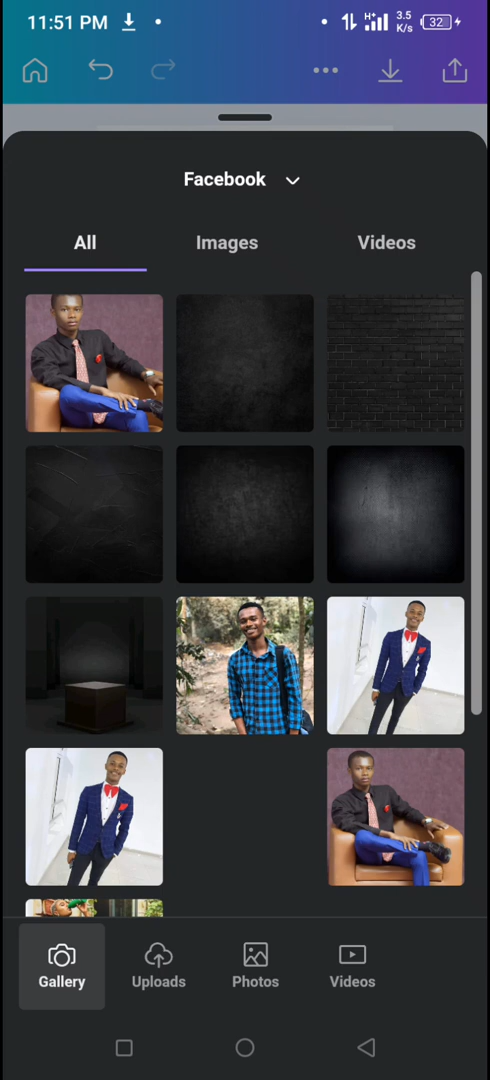 11:51 PM
H+
3.5
K/s
32
Facebook
All Images Videos
Gallery Uploads Photos Videos